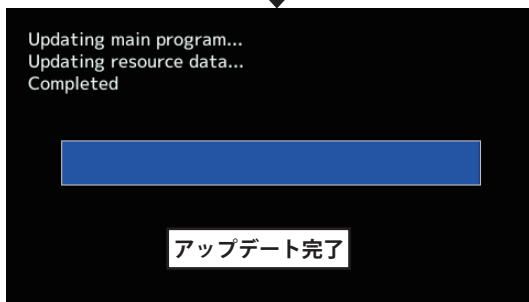 Updating main program...
Updating resource data...
Completed
アップデート完了